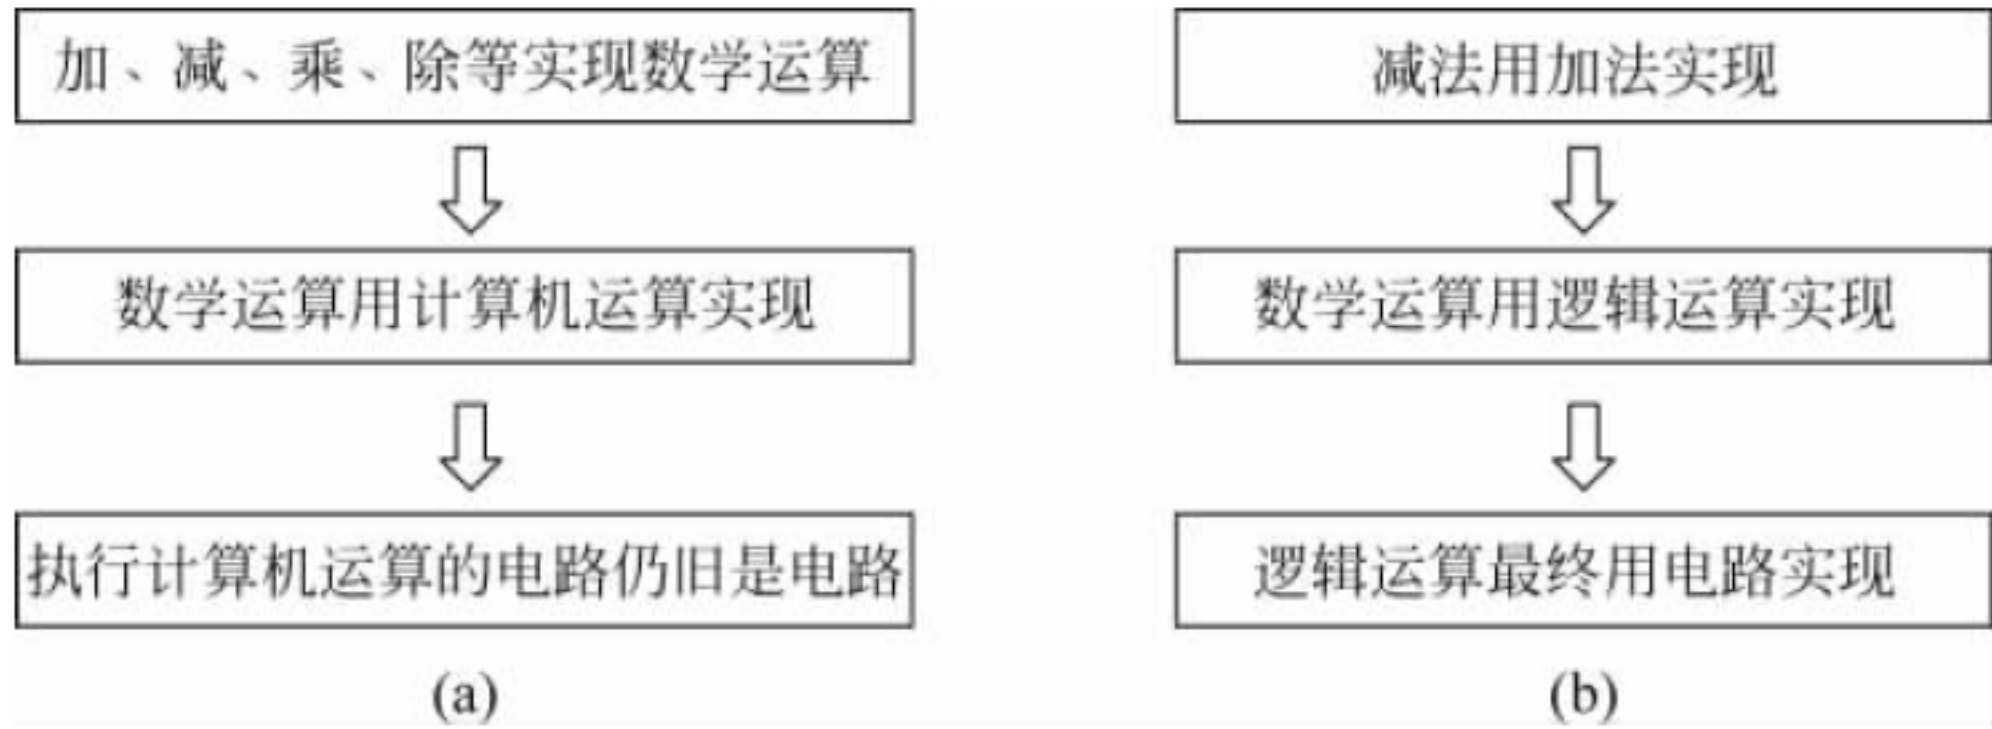 加、减、乘、除等实现数学运算
数学运算用计算机运算实现
执行计算机运算的电路仍旧是电路
(a)
减法用加法实现
数学运算用逻辑运算实现
逻辑运算最终用电路实现
(b)